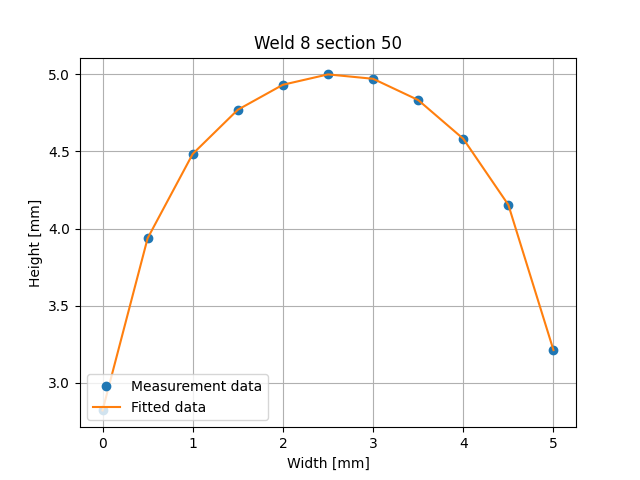 Weld 8 section 50
Height [mm]
5.0
4.5
4.0
3.5
3.0
Measurement data
Fitted data
0 1 2 3 4 5
Width [mm]